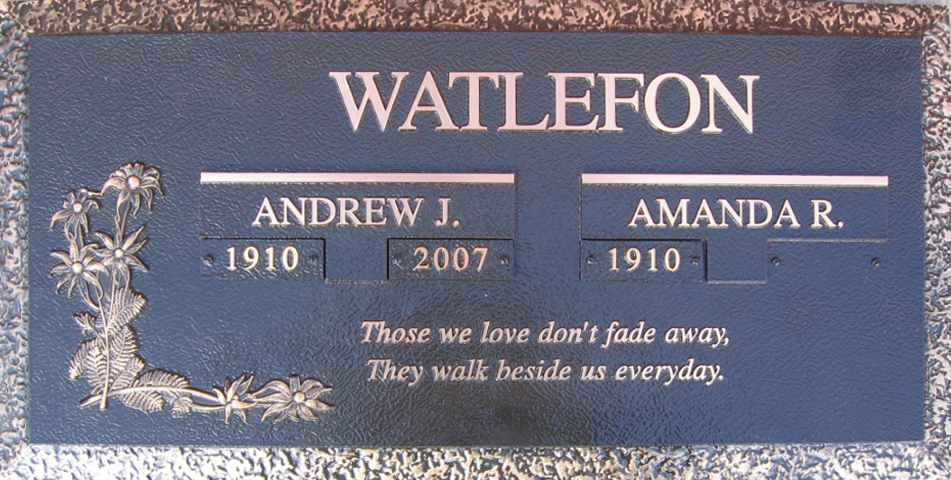 WATLEFON
ANDREW J. AMANDA R.
1910 2007 1910
Those we love don't fade away,
They walk beside us everyday.